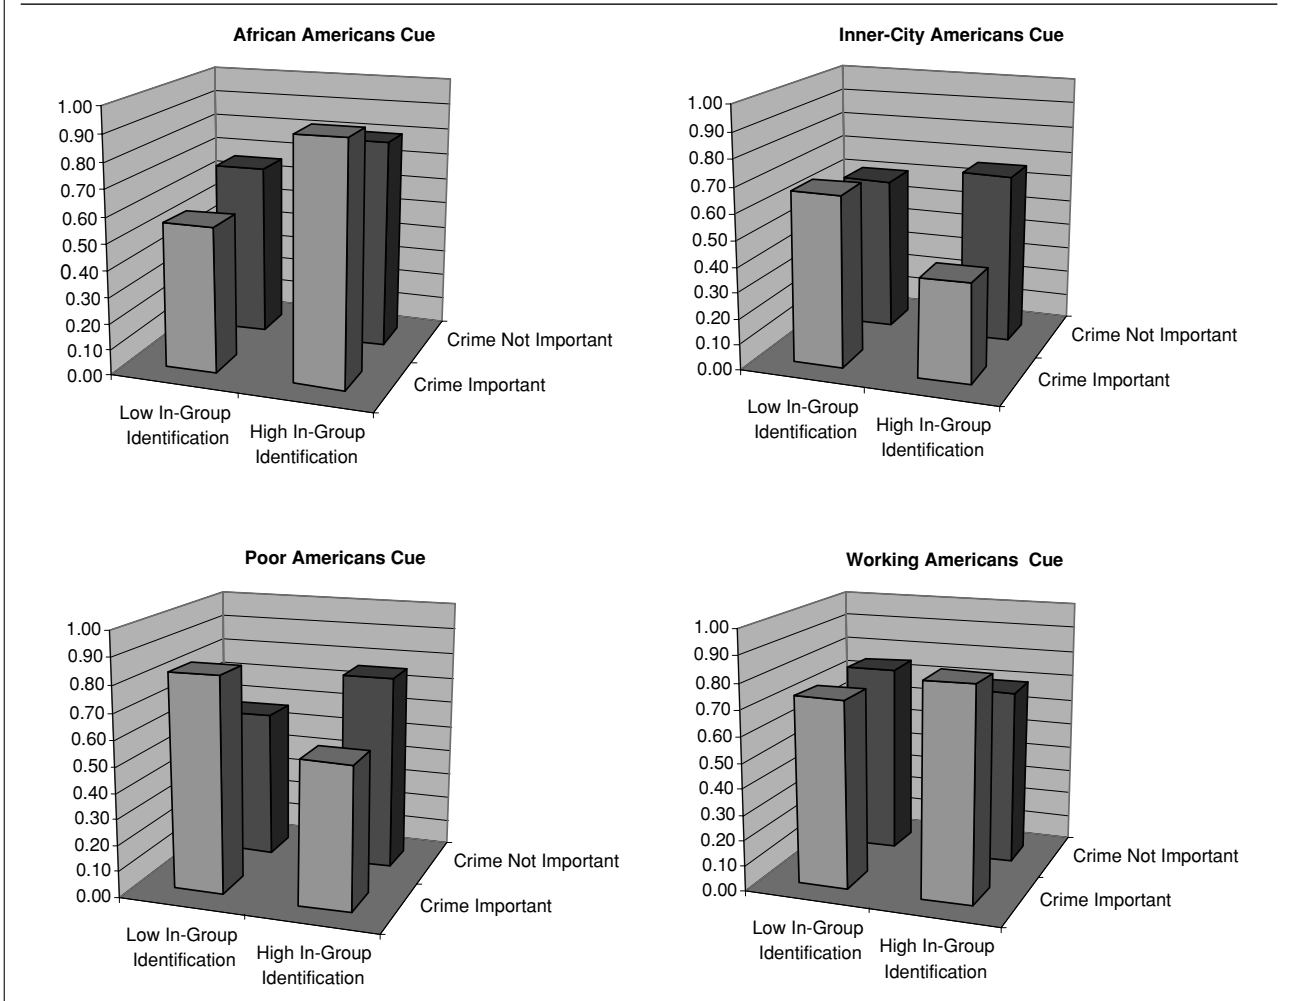 African Americans Cue
1.00
0.90
0.80
0.70
0.60
0.50
0.40
0.30
0.20
0.10
0.00
Crime Not Important
Crime Important
Low In-Group
Identification
High In-Group
Identification
Inner-City Americans Cue
1.00
0.90
0.80
0.70
0.60
0.50
0.40
0.30
0.20
0.10
0.00
Crime Not Important
Crime Important
Low In-Group
Identification
High In-Group
Identification
Poor Americans Cue
1.00
0.90
0.80
0.70
0.60
0.50
0.40
0.30
0.20
0.10
0.00
Crime Not Important
Crime Important
Low In-Group
Identification
High In-Group
Identification
Working Americans  Cue
1.00
0.90
0.80
0.70
0.60
0.50
0.40
0.30
0.20
0.10
0.00
Crime Not Important
Crime Important
Low In-Group
Identification
High In-Group
Identification